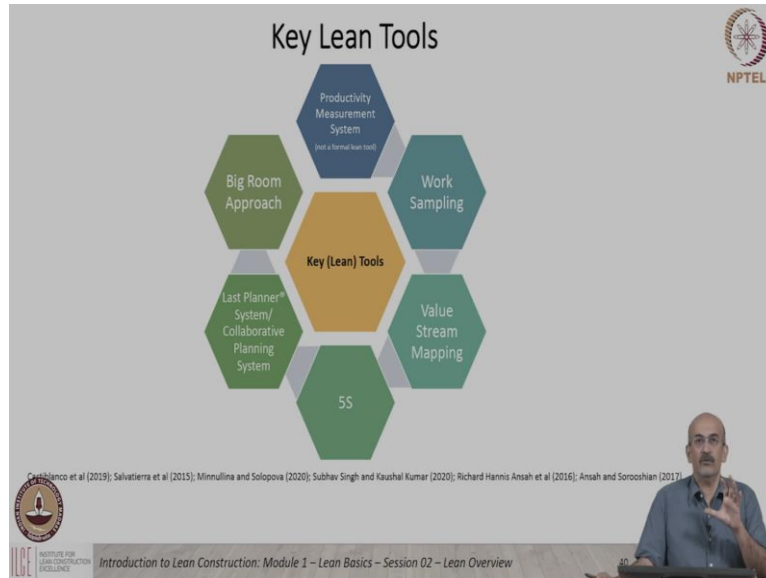 Key Lean Tools
NPTEL
Productivity
Measurement
System
(not a formal lean tool)
Big Room
Approach
Work
Sampling
Key (Lean) Tools
Last Planner®
System/
Collaborative
Planning
System
Value
Stream
Mapping
5S
Castiblanco et al (2019); Salvatierra et al (2015); Minnullina and Solopova (2020); Subhav Singh and Kaushal Kumar (2020); Richard Hannis Ansah et al (2016); Ansah and Sorooshian (2017)
ILCE
INSTITUTE FOR
LEAN CONSTRUCTION
EXCELLENCE
Introduction to Lean Construction: Module 1 – Lean Basics – Session 02 – Lean Overview
40